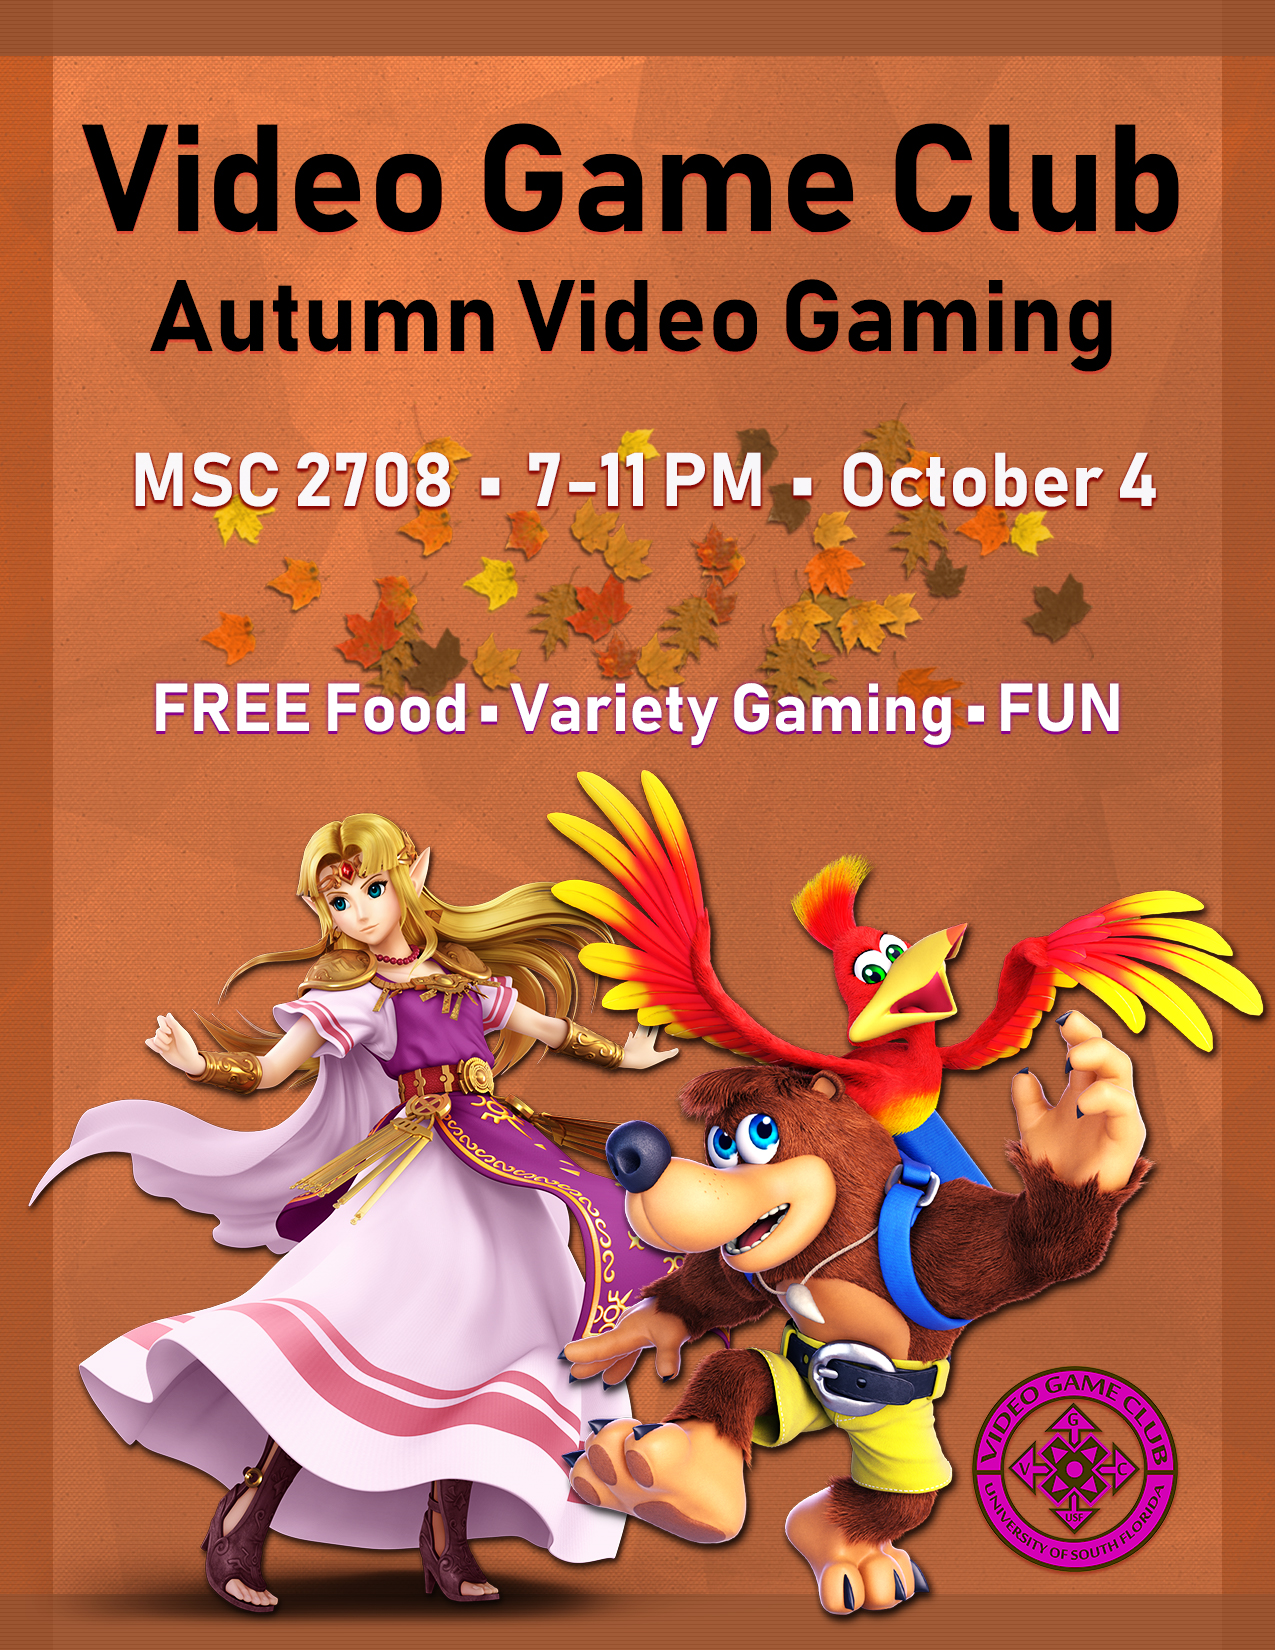 Video Game Club
Autumn Video Gaming
MSC 2708 ▪ 7-11 PM ▪ October 4
FREE Food ▪ Variety Gaming ▪ FUN
VIDEO GAME CLUB
G
V C
USF
UNIVERSITY OF SOUTH FLORIDA